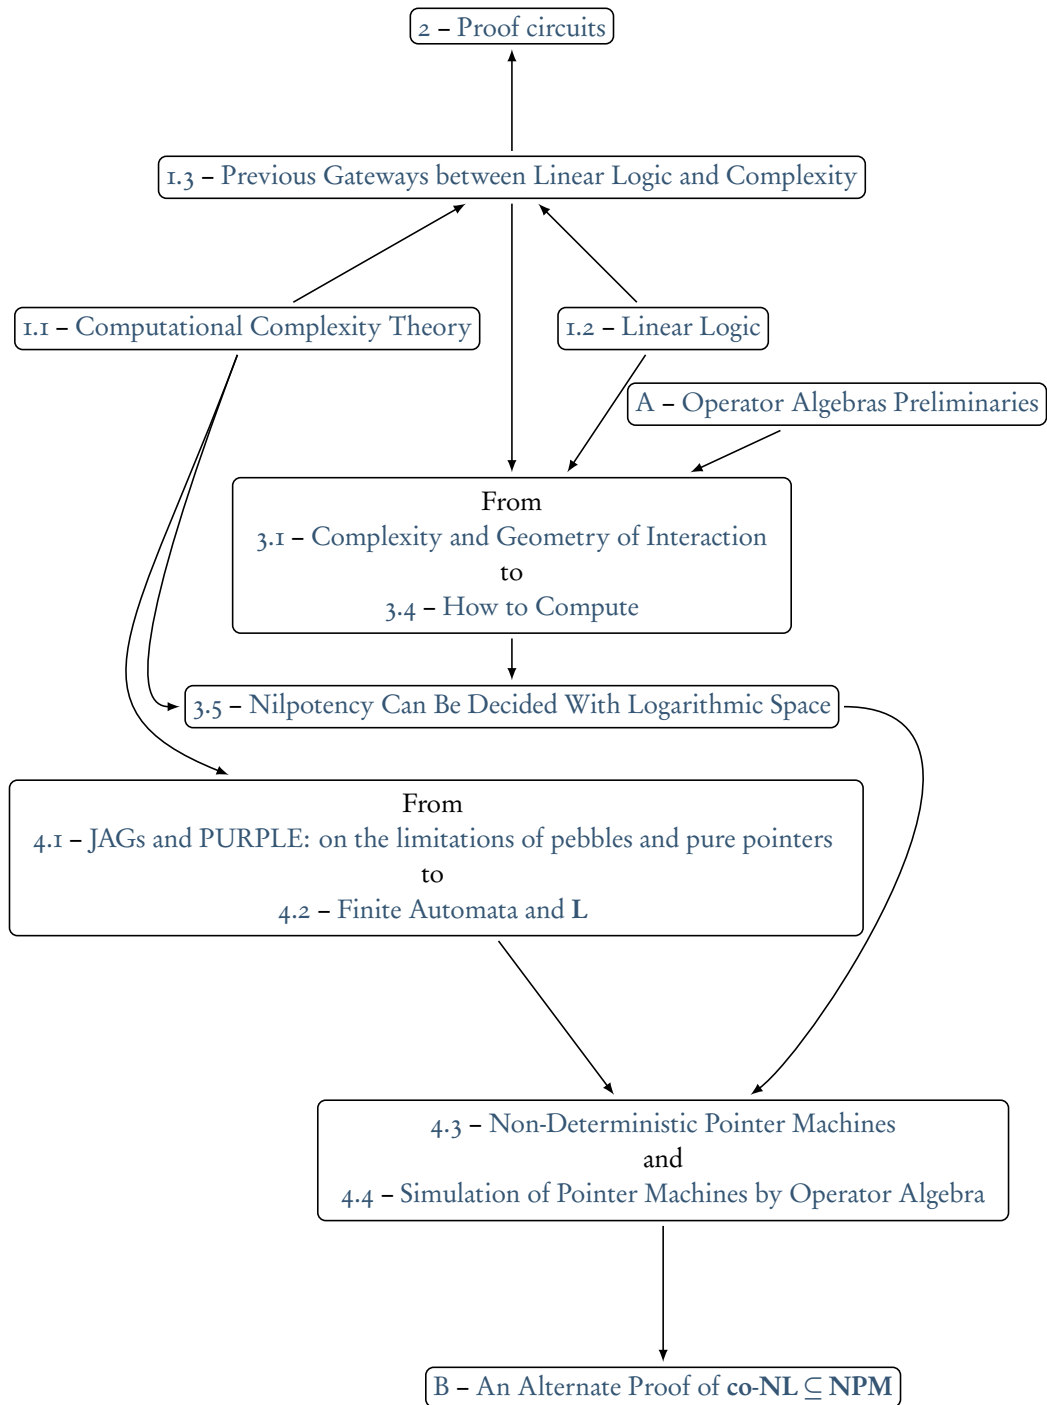 2 – Proof circuits
1.3 – Previous Gateways between Linear Logic and Complexity
1.1 – Computational Complexity Theory
1.2 – Linear Logic
A – Operator Algebras Preliminaries
From
3.1 – Complexity and Geometry of Interaction
to
3.4 – How to Compute
3.5 – Nilpotency Can Be Decided With Logarithmic Space
From
4.1 – JAGs and PURPLE: on the limitations of pebbles and pure pointers
to
4.2 – Finite Automata and L
4.3 – Non-Deterministic Pointer Machines
and
4.4 – Simulation of Pointer Machines by Operator Algebra
B – An Alternate Proof of co-NL ⊆ NPM